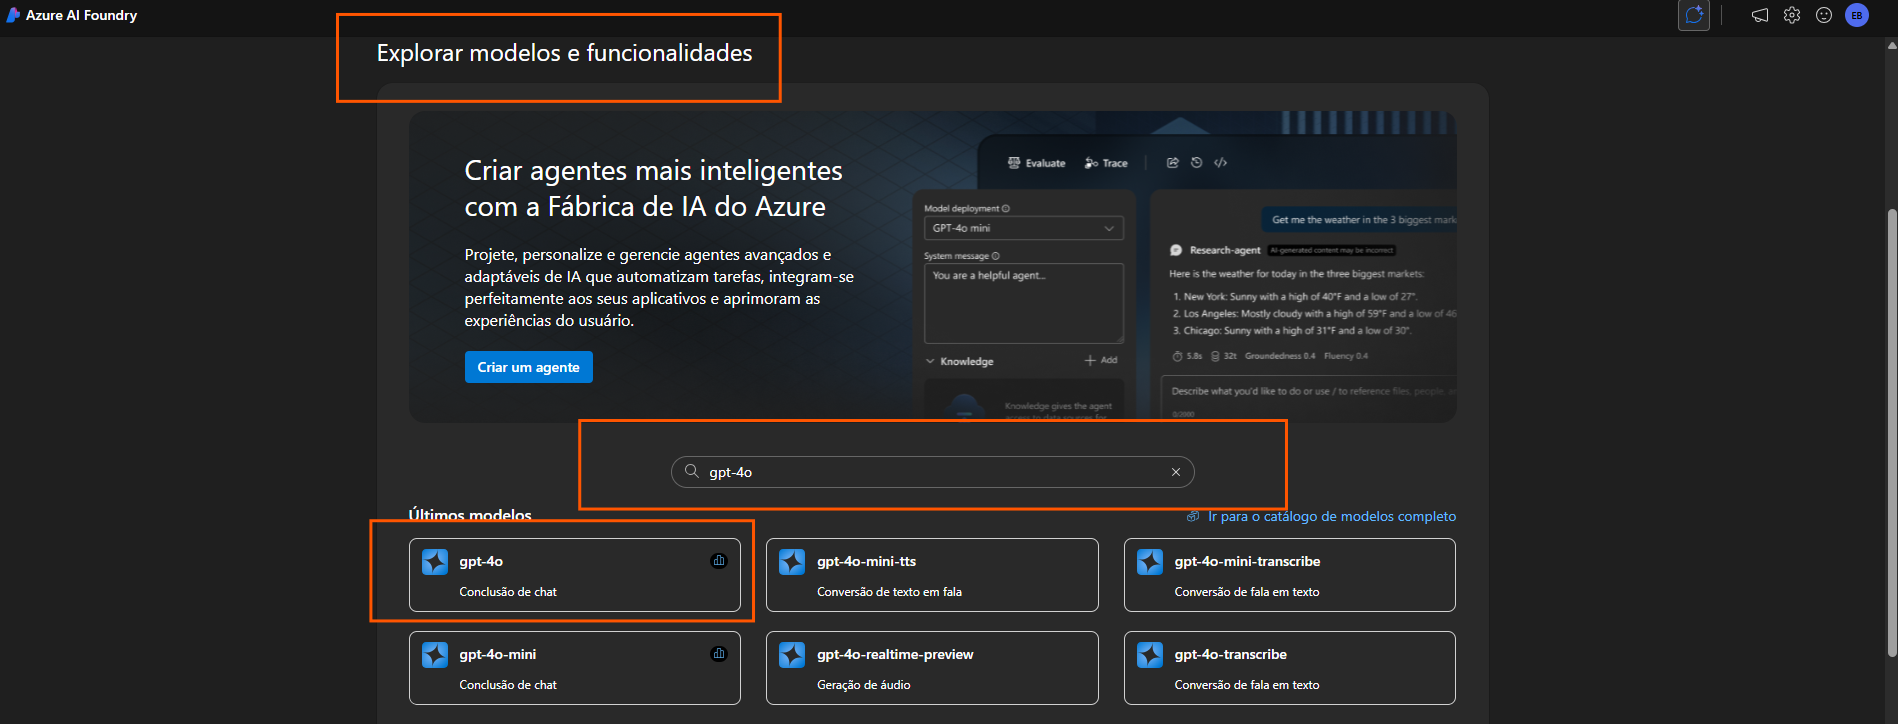 Azure AI Foundry
EB
Explorar modelos e funcionalidades
Criar agentes mais inteligentes
com a Fábrica de IA do Azure
Projete, personalize e gerencie agentes avançados e
adaptáveis de IA que automatizam tarefas, integram-se
perfeitamente aos seus aplicativos e aprimoram as
experiências do usuário.
Criar um agente
Evaluate
Trace
Model deployment
GPT-4o mini
System message
You are a helpful agent...
Knowledge
Add
Knowledge gives the agent
access to data sources for
Get me the weather in the 3 biggest mark
Research-agent
AI-generated content may be incorrect
Here is the weather for today in the three biggest markets:
1. New York: Sunny with a high of 40°F and a low of 27°.
2. Los Angeles: Mostly cloudy with a high of 59°F and a low of 46
3. Chicago: Sunny with a high of 31°F and a low of 30°.
5.8s 32t Groundedness 0.4 Fluency 0.4
Describe what you'd like to do or use / to reference files, people, a
0/2000
gpt-4o
Últimos modelos
Ir para o catálogo de modelos completo
gpt-4o
Conclusão de chat
gpt-4o-mini-tts
Conversão de texto em fala
gpt-4o-mini-transcribe
Conversão de fala em texto
gpt-4o-mini
Conclusão de chat
gpt-4o-realtime-preview
Geração de áudio
gpt-4o-transcribe
Conversão de fala em texto